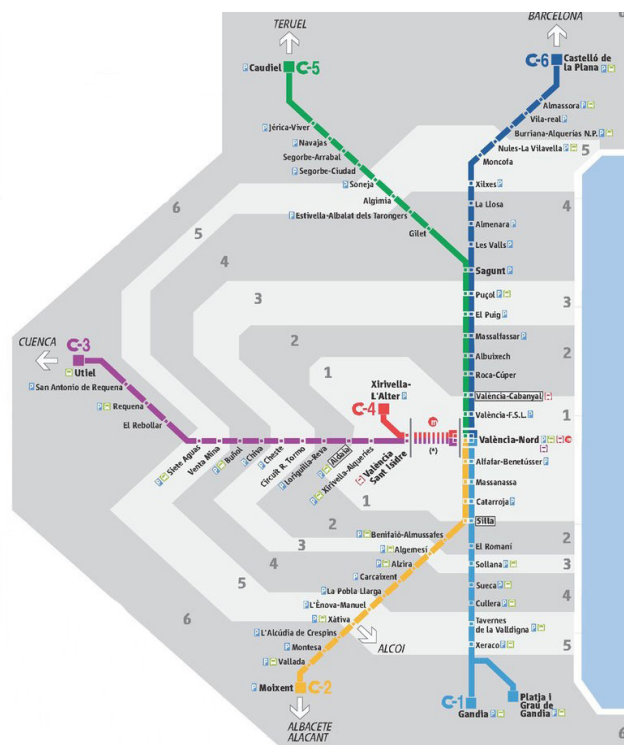 TERUEL
BARCELONA
6
Caudiel C-5
C-6 Castelló de
la Plana
Almassora
Vila-real
Jérica-Viver
Burriana-Alquerias N.P.
Navajas
Nules-La Vilavella
5
Segorbe-Arrabal
Moncofa
Segorbe-Ciudad
Soneja
Xilxes
6
Algimia
La Llosa
4
Estivella-Albalat dels Tarongers
Almenara
5
Gilet
Les Valls
4
Sagunt
3
Puçol
3
El Puig
CUENCA
C-3
2
Massalfassar
Albuixech
2
Utiel
1
Roca-Cúper
San Antonio de Requena
Xirivella-
L'Alter
València-Cabanyal
Requena
C-4
València-F.S.L.
1
El Rebollar
València-Nord
(*)
Siete Aguas
Venta Mina
Buñol
Chiva
Cheste
Circuit R. Tormo
Loriguilla-Reva
Aldaia
Xirivella-Alqueries
València
Sant Isidre
Alfafar-Benetússer
Massanassa
1
Catarroja
2
Silla
Benifaió-Almussafes
3
Algemesí
El Romaní
2
4
Alzira
Sollana
3
5
Carcaixent
La Pobla Llarga
Sueca
4
L'Ènova-Manuel
Cullera
6
Xàtiva
Tavernes
de la Valldigna
L'Alcúdia de Crespins
ALCOI
Xeraco
5
Montesa
Vallada
Moixent C-2
C-1
Gandia
Platja i
Grau de
Gandia
ALBACETE
ALACANT
6